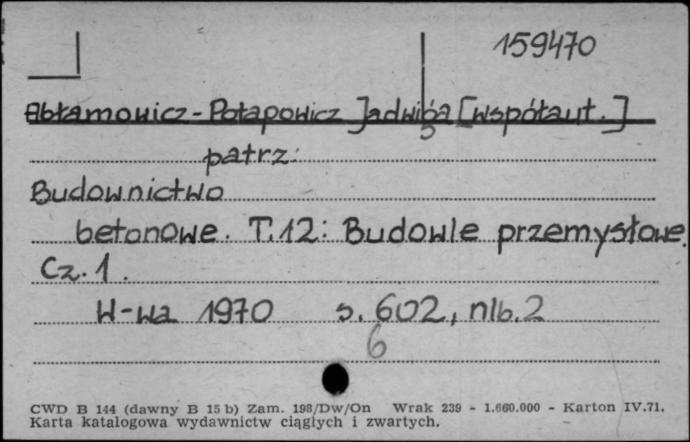 159470
Abłamowicz-Potapowicz Jadwiga [współaut.]
patrz:
Budownictwo
betonowe. T.12: Budowle przemysłowe.
Cz. 1.
W-wa 1970 s. 602, nlb. 2
6
CWD B 144 (dawny B 15 b) Zam. 198/Dw/On Wrak 239 - 1.660.000 - Karton IV.71.
Karta katalogowa wydawnictw ciągłych i zwartych.